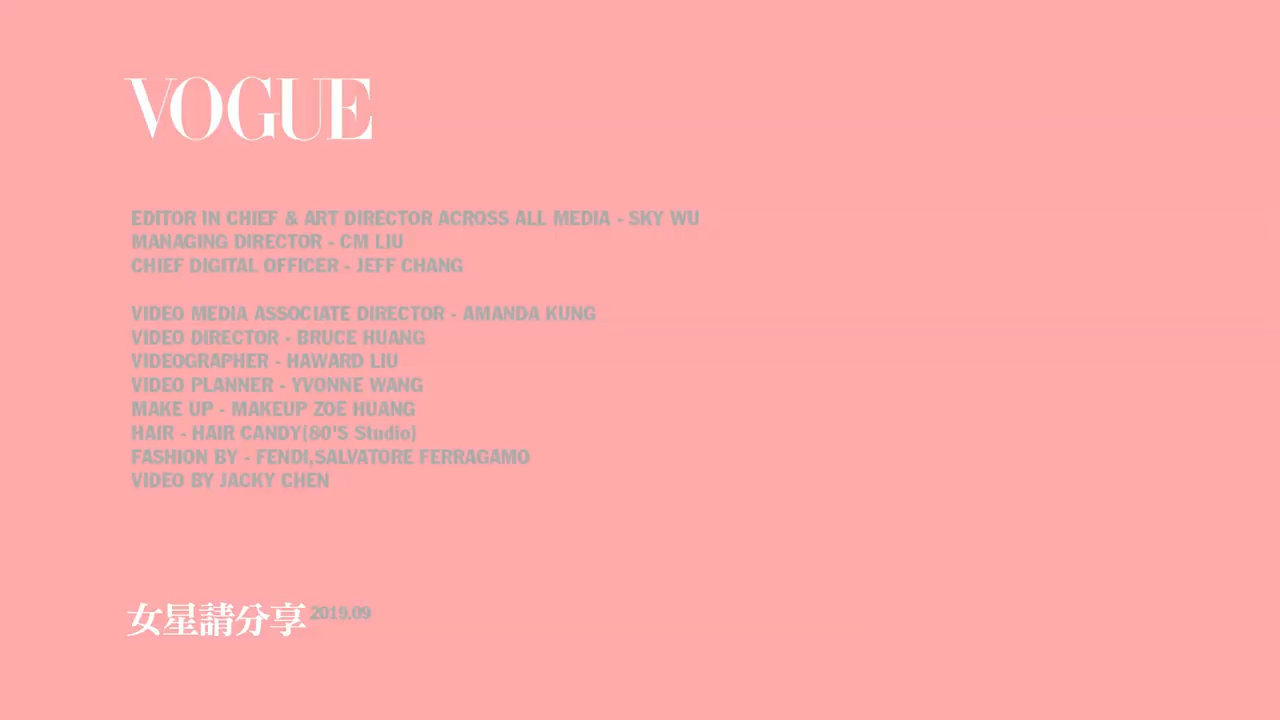 VOGUE
EDITOR IN CHIEF & ART DIRECTOR ACROSS ALL MEDIA - SKY WU
MANAGING DIRECTOR - CM LIU
CHIEF DIGITAL OFFICER - JEFF CHANG
VIDEO MEDIA ASSOCIATE DIRECTOR - AMANDA KUNG
VIDEO DIRECTOR - BRUCE HUANG
VIDEOGRAPHER - HAWARD LIU
VIDEO PLANNER - YVONNE WANG
MAKE UP - MAKEUP ZOE HUANG
HAIR - HAIR CANDY(80'S Studio)
FASHION BY - FENDI,SALVATORE FERRAGAMO
VIDEO BY JACKY CHEN
女星請分享 2019.09